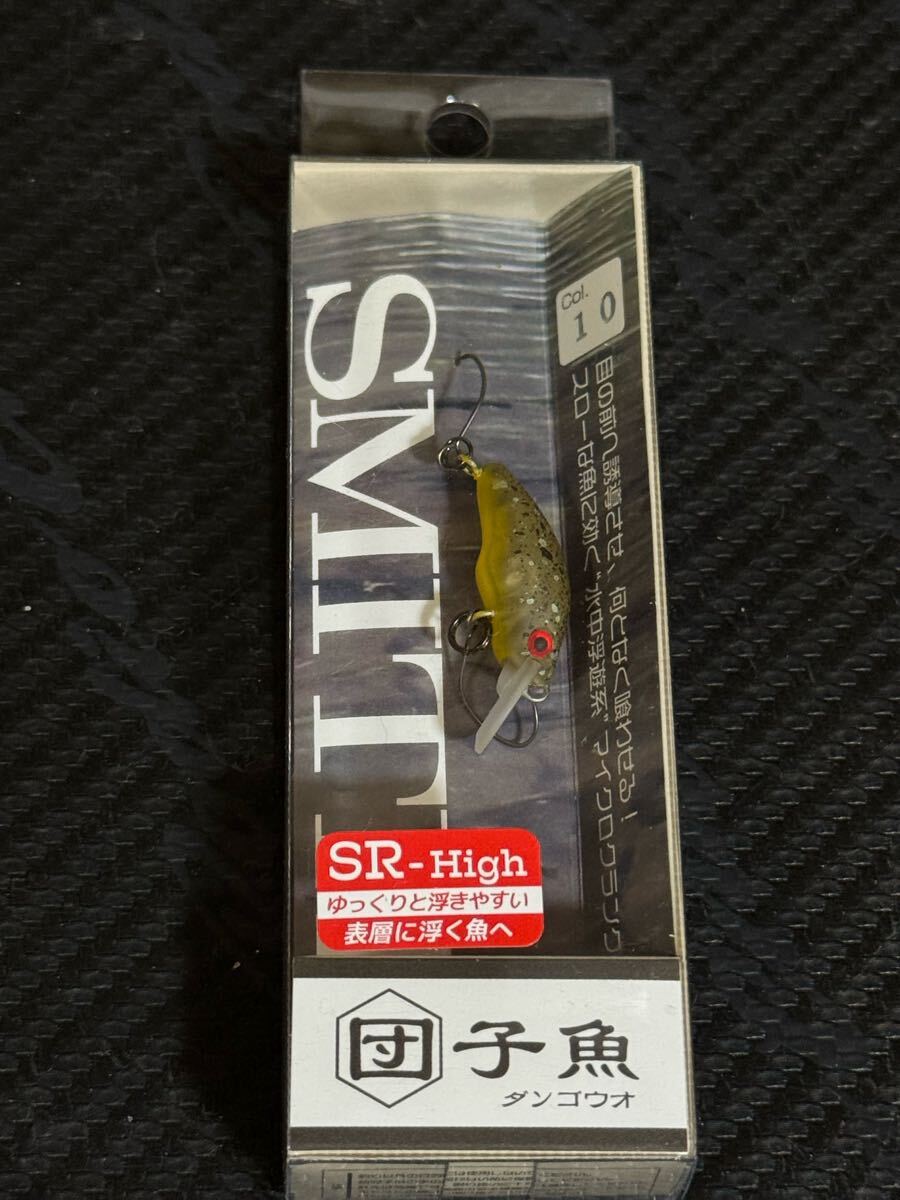 SMIT
Col.
10
目の前へ誘導させ、何となく喰わせる！
スローな魚に効く"水中浮遊系"マイクロクランク
SR-High
ゆっくりと浮きやすい
表層に浮く魚へ
団子魚
ダンゴウオ